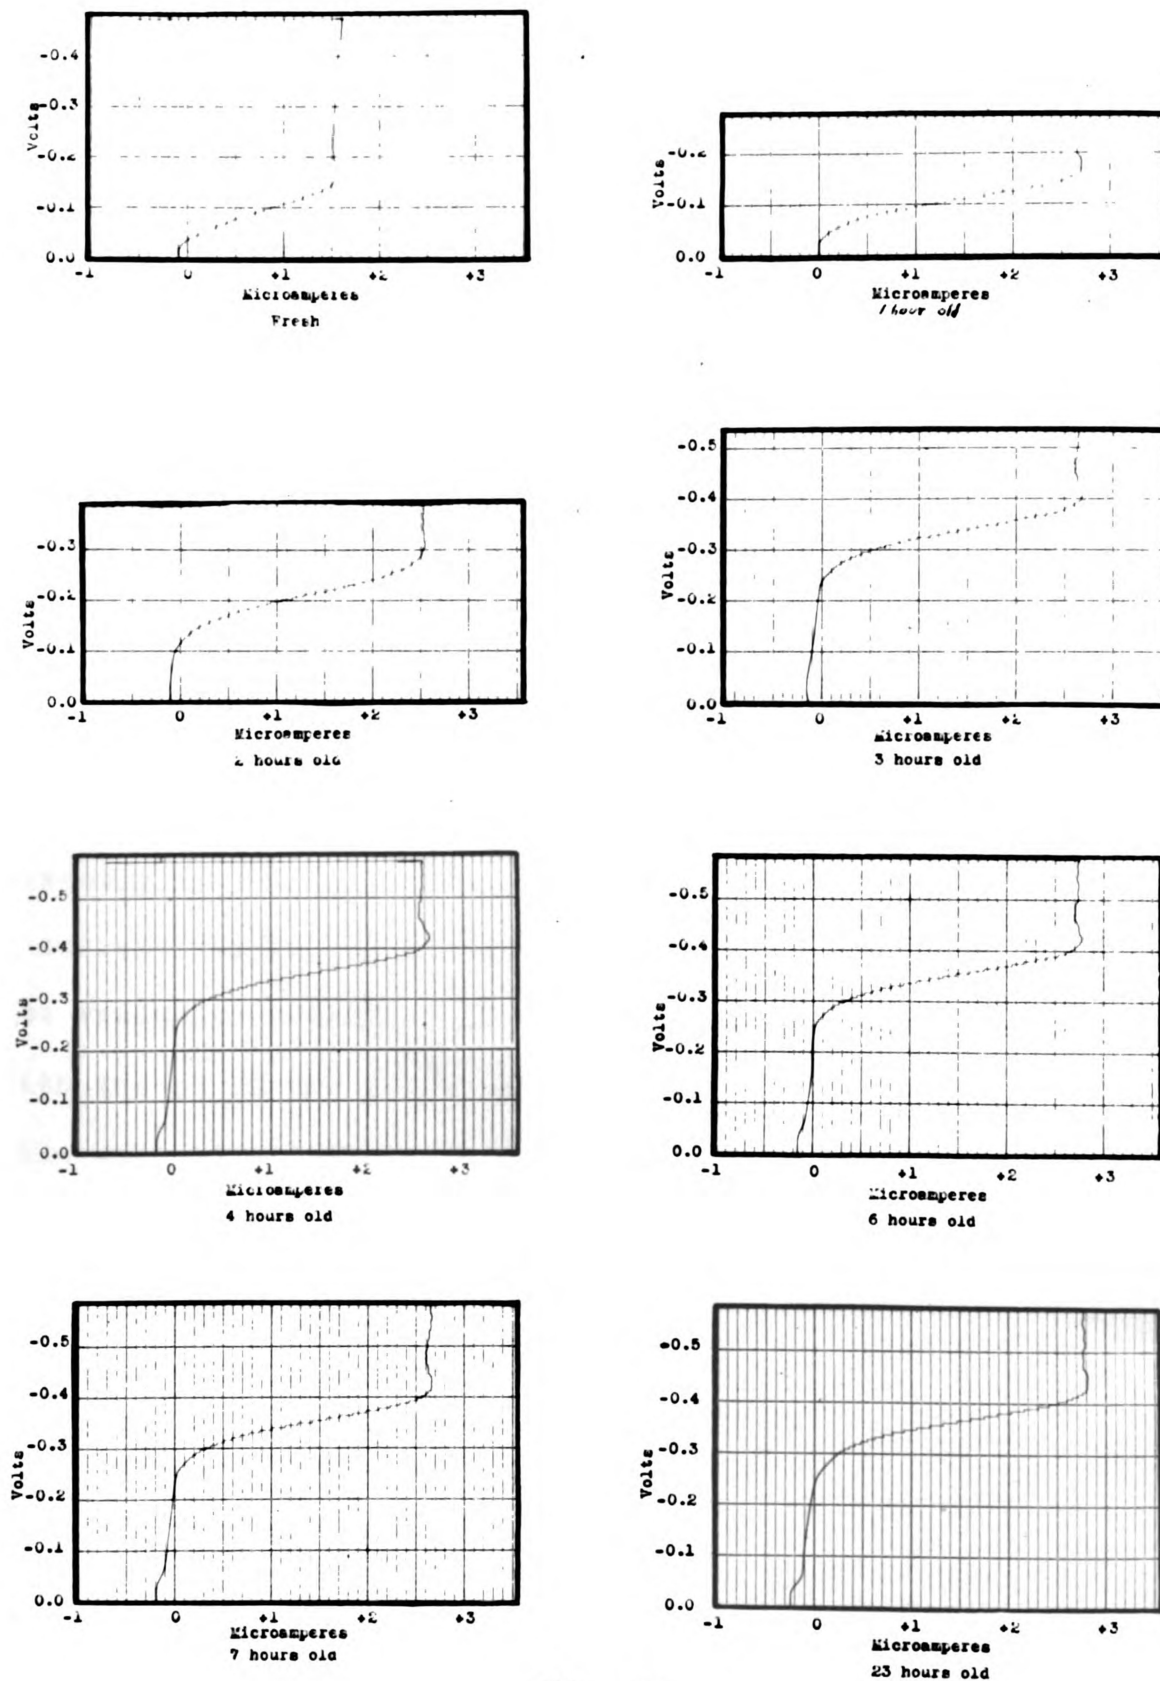 -0.4
-0.3
-0.2
-0.1
0.0
Volts
-1 0 +1 +2 +3
Microamperes
Fresh
-0.2
-0.1
0.0
Volts
-1 0 +1 +2 +3
Microamperes
1 hour old
-0.3
-0.2
-0.1
0.0
Volts
-1 0 +1 +2 +3
Microamperes
2 hours old
-0.5
-0.4
-0.3
-0.2
-0.1
0.0
Volts
-1 0 +1 +2 +3
Microamperes
3 hours old
-0.5
-0.4
-0.3
-0.2
-0.1
0.0
Volts
-1 0 +1 +2 +3
Microamperes
4 hours old
-0.5
-0.4
-0.3
-0.2
-0.1
0.0
Volts
-1 0 +1 +2 +3
Microamperes
6 hours old
-0.5
-0.4
-0.3
-0.2
-0.1
0.0
Volts
-1 0 +1 +2 +3
Microamperes
7 hours old
-0.5
-0.4
-0.3
-0.2
-0.1
0.0
Volts
-1 0 +1 +2 +3
Microamperes
23 hours old